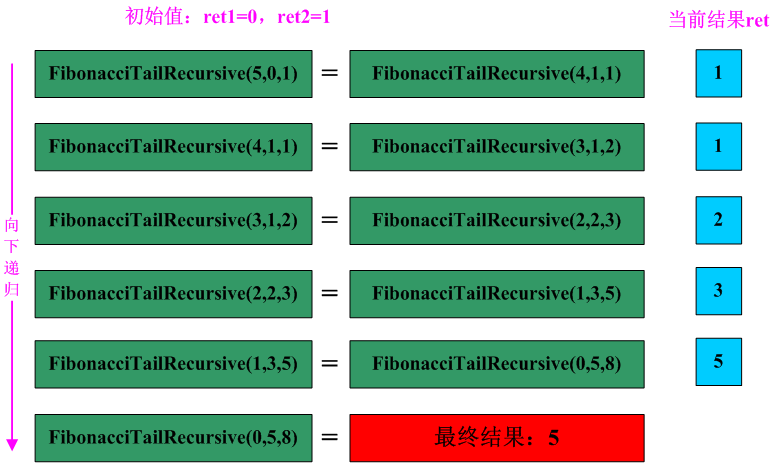 初始值：ret1=0，ret2=1 当前结果ret
FibonacciTailRecursive(5,0,1) = FibonacciTailRecursive(4,1,1) 1
FibonacciTailRecursive(4,1,1) = FibonacciTailRecursive(3,1,2) 1
FibonacciTailRecursive(3,1,2) = FibonacciTailRecursive(2,2,3) 2
FibonacciTailRecursive(2,2,3) = FibonacciTailRecursive(1,3,5) 3
FibonacciTailRecursive(1,3,5) = FibonacciTailRecursive(0,5,8) 5
FibonacciTailRecursive(0,5,8) = 最终结果：5
向下递归